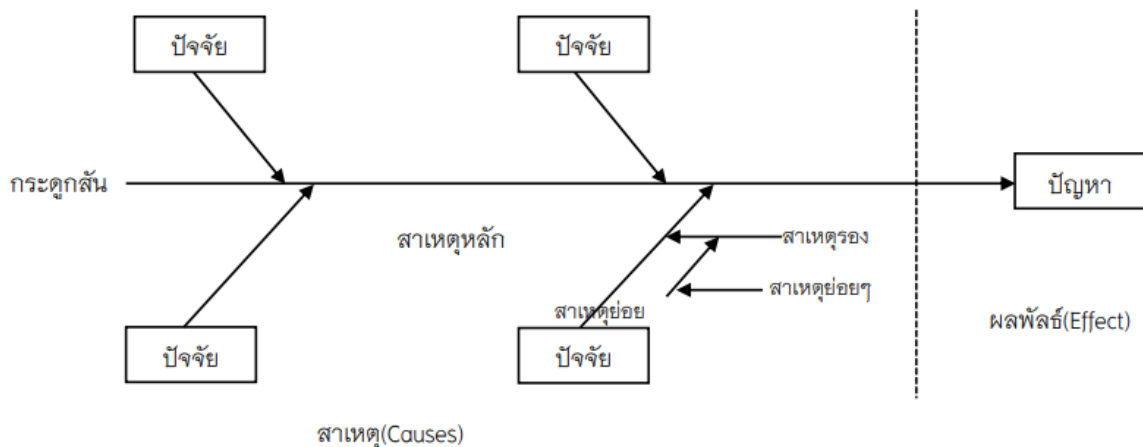 ปัจจัย
ปัจจัย
กระดูกสัน
ปัญหา
สาเหตุหลัก
สาเหตุรอง
สาเหตุย่อยๆ
สาเหตุย่อย
ผลพัลธ์(Effect)
ปัจจัย
ปัจจัย
สาเหตุ(Causes)